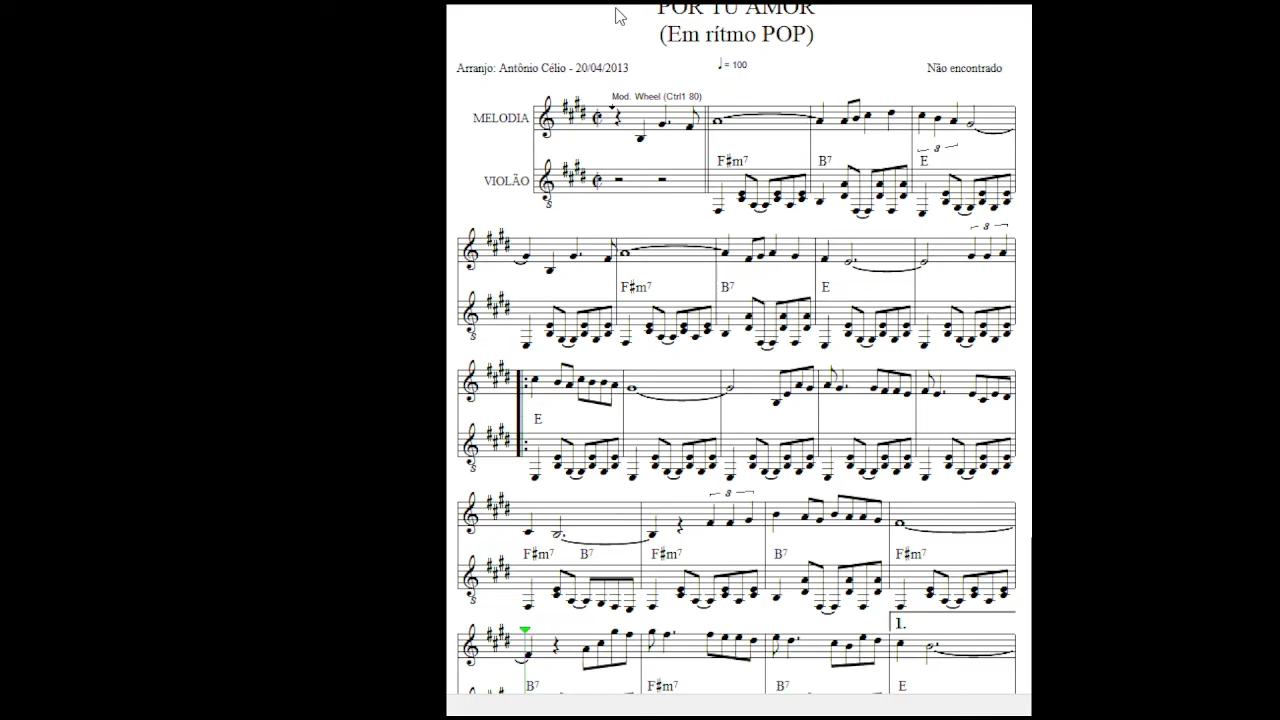 POR TU AMOR
(Em rítmo POP)
Arranjo: Antônio Célio - 20/04/2013
♩= 100
Não encontrado
Mod. Wheel (Ctrl1 80)
MELODIA
3
F♯m7 B7 E
VIOLÃO
3
F♯m7 B7 E
E
3
F♯m7 B7 F♯m7 B7 F♯m7
1.
B7 F♯m7 B7 E